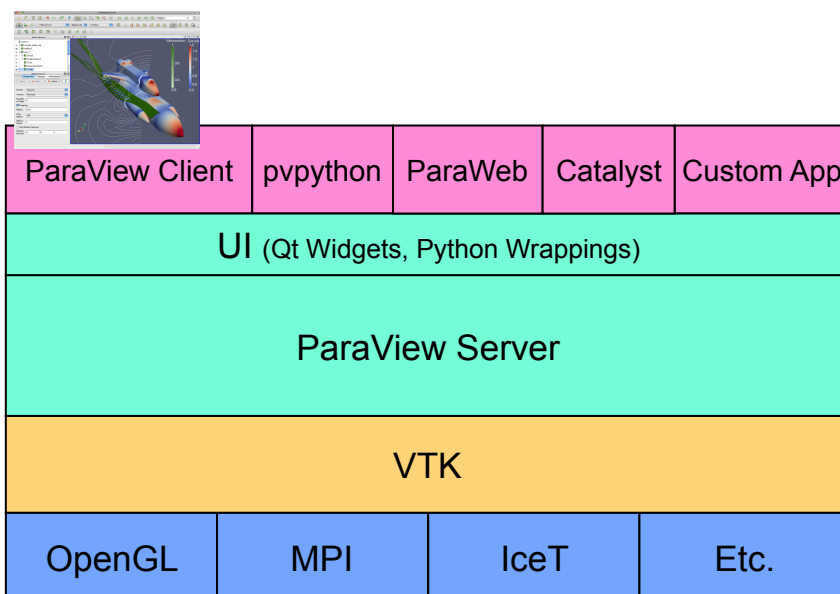 ParaView Client
pvpython
ParaWeb
Catalyst
Custom App
UI (Qt Widgets, Python Wrappings)
ParaView Server
VTK
OpenGL
MPI
IceT
Etc.